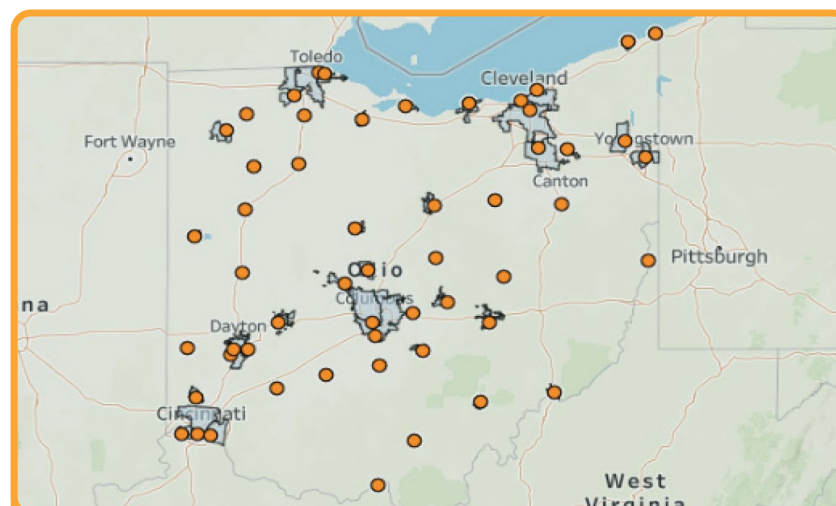 Toledo
Cleveland
Fort Wayne
Youngstown
Canton
Pittsburgh
Ohio
Columbus
na
Dayton
Cincinnati
West
Virginia